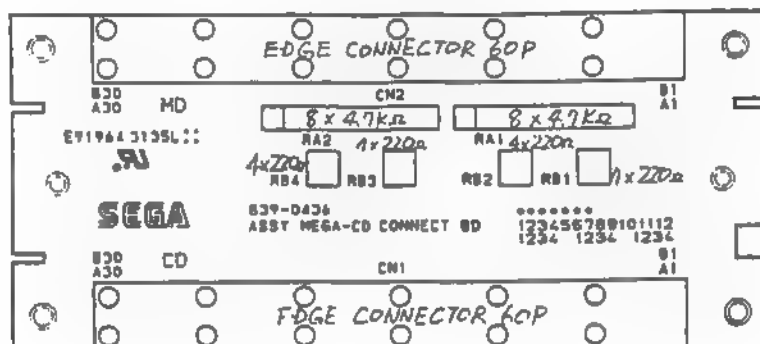 EDGE CONNECTOR 60P
B30 CN2 B1
A30 MD A1
8 x 4.7KΩ 8 x 4.7KΩ
RA2 RA1
4x220Ω 4x220Ω
4x220Ω RB4 RB3 RB2 RB1 4x220Ω
SEGA
839-0436
ASST MEGA-CD CONNECT BD
123456789101112
1234 1234 1234
B30 CD B1
A30 CN1 A1
EDGE CONNECTOR 60P